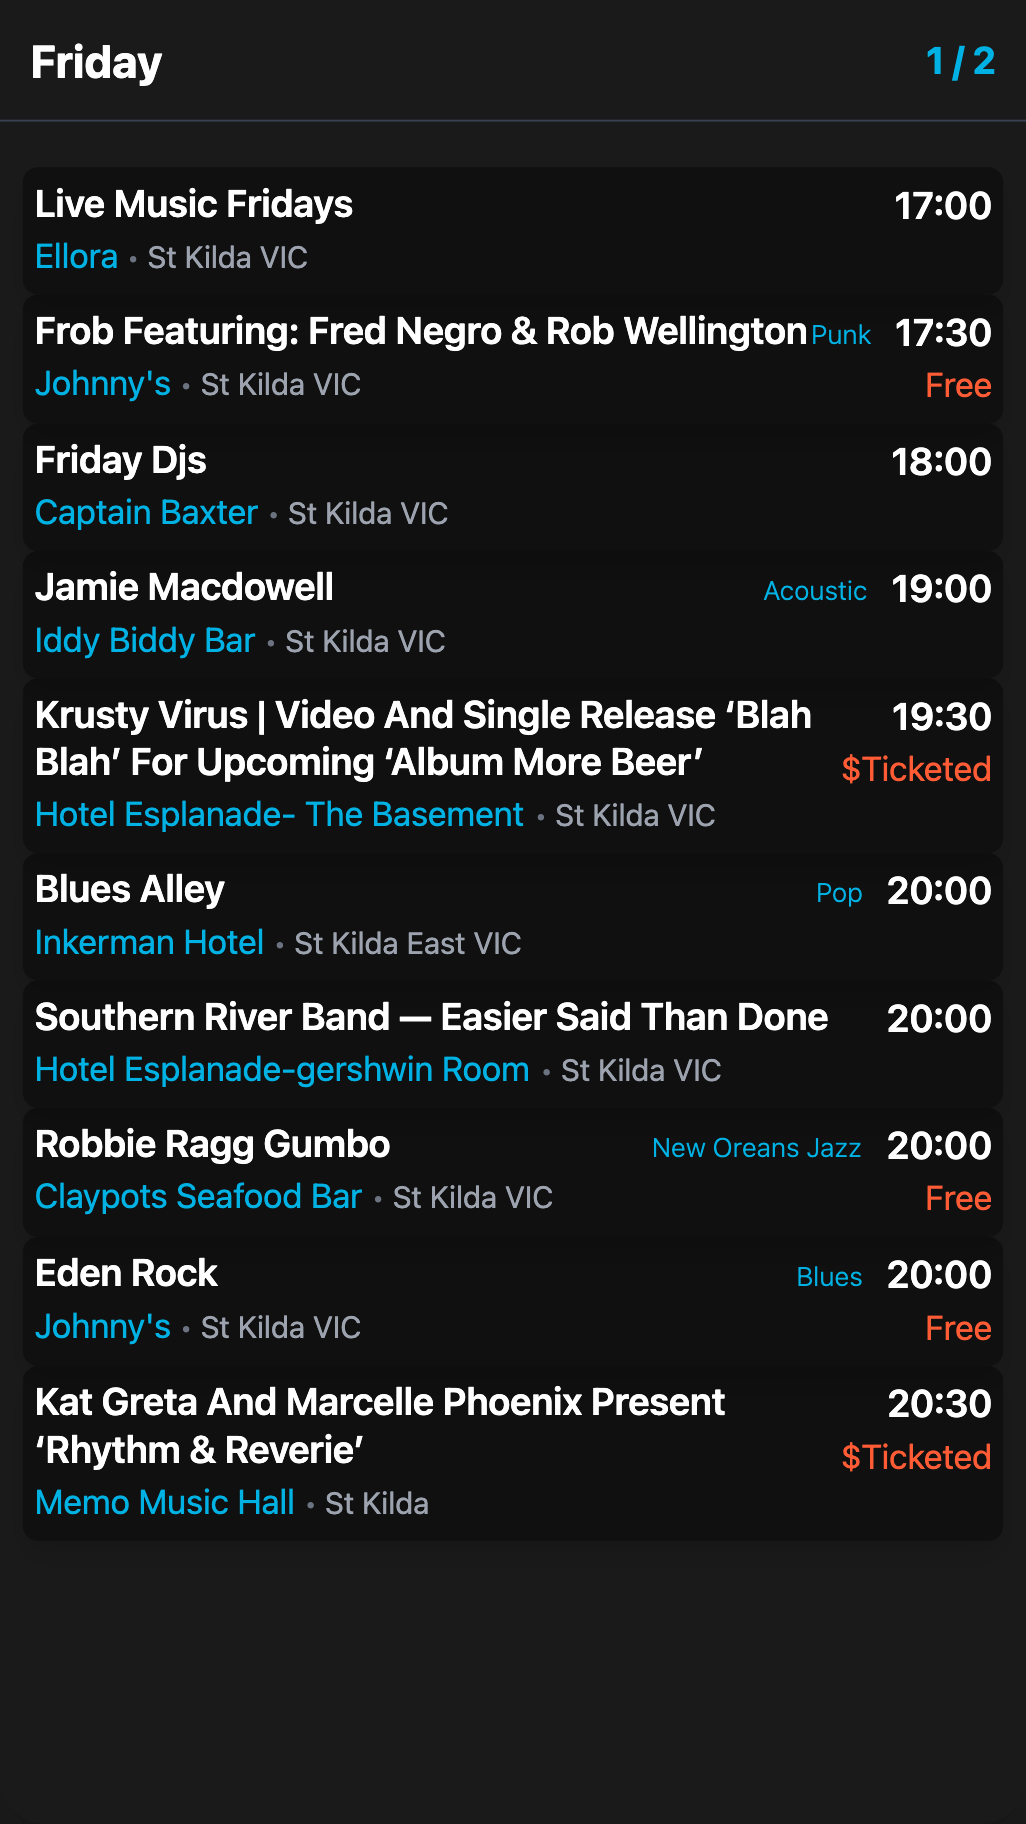 Friday 1 / 2
Live Music Fridays 17:00
Ellora • St Kilda VIC
Frob Featuring: Fred Negro & Rob Wellington Punk 17:30
Johnny's • St Kilda VIC Free
Friday Djs 18:00
Captain Baxter • St Kilda VIC
Jamie Macdowell Acoustic 19:00
Iddy Biddy Bar • St Kilda VIC
Krusty Virus | Video And Single Release ‘Blah 19:30
Blah’ For Upcoming ‘Album More Beer’ $Ticketed
Hotel Esplanade- The Basement • St Kilda VIC
Blues Alley Pop 20:00
Inkerman Hotel • St Kilda East VIC
Southern River Band — Easier Said Than Done 20:00
Hotel Esplanade-gershwin Room • St Kilda VIC
Robbie Ragg Gumbo New Oreans Jazz 20:00
Claypots Seafood Bar • St Kilda VIC Free
Eden Rock Blues 20:00
Johnny's • St Kilda VIC Free
Kat Greta And Marcelle Phoenix Present 20:30
‘Rhythm & Reverie’ $Ticketed
Memo Music Hall • St Kilda